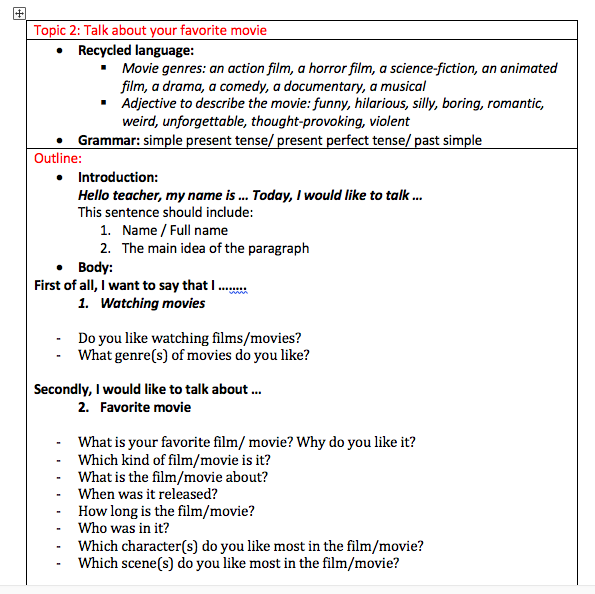 Topic 2: Talk about your favorite movie
• Recycled language:
▪ Movie genres: an action film, a horror film, a science-fiction, an animated
film, a drama, a comedy, a documentary, a musical
▪ Adjective to describe the movie: funny, hilarious, silly, boring, romantic,
weird, unforgettable, thought-provoking, violent
• Grammar: simple present tense/ present perfect tense/ past simple
Outline:
• Introduction:
Hello teacher, my name is ... Today, I would like to talk ...
This sentence should include:
1. Name / Full name
2. The main idea of the paragraph
• Body:
First of all, I want to say that I ........
1. Watching movies
- Do you like watching films/movies?
- What genre(s) of movies do you like?
Secondly, I would like to talk about ...
2. Favorite movie
- What is your favorite film/ movie? Why do you like it?
- Which kind of film/movie is it?
- What is the film/movie about?
- When was it released?
- How long is the film/movie?
- Who was in it?
- Which character(s) do you like most in the film/movie?
- Which scene(s) do you like most in the film/movie?